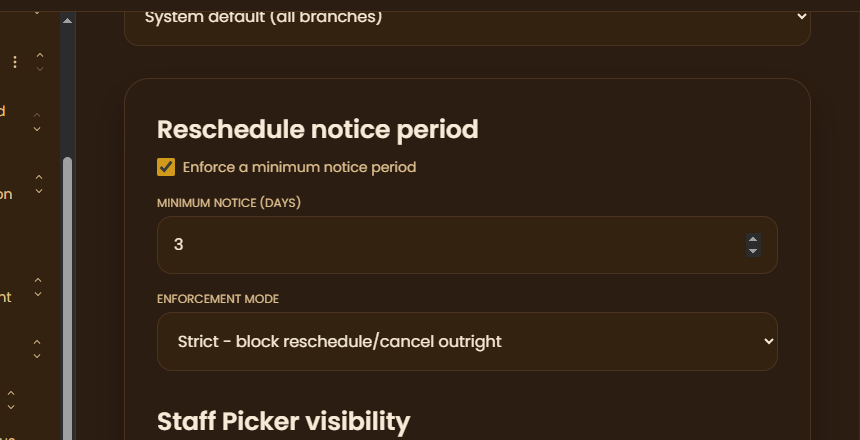 System default (all branches)
d
Reschedule notice period
Enforce a minimum notice period
on
MINIMUM NOTICE (DAYS)
3
nt
ENFORCEMENT MODE
Strict - block reschedule/cancel outright
Staff Picker visibility